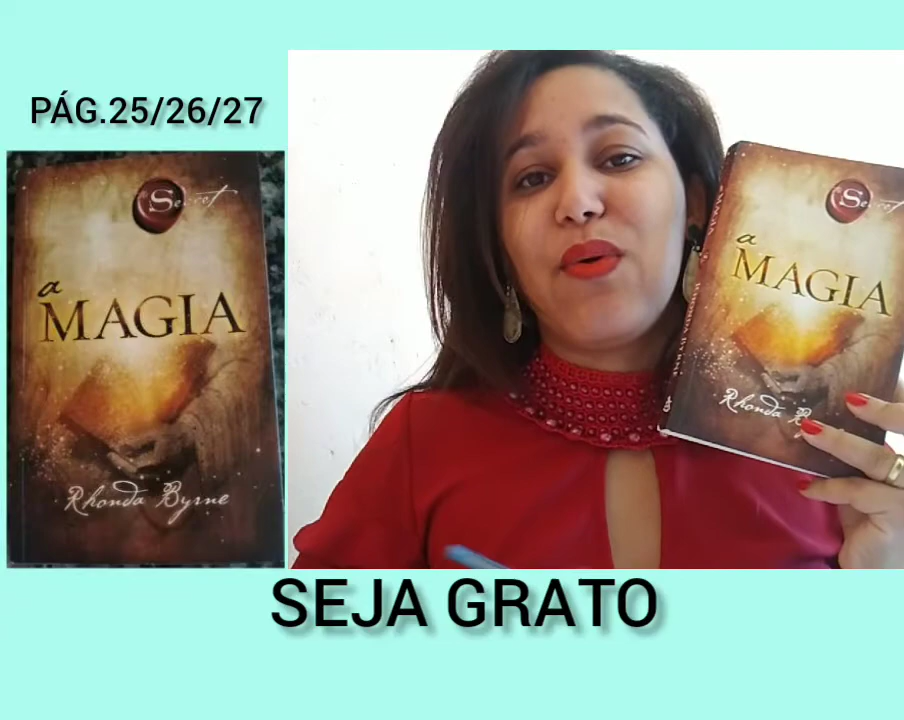 PÁG.25/26/27
Secret
a
MAGIA
Rhonda Byrne
Secret
a
MAGIA
Rhonda
SEJA GRATO